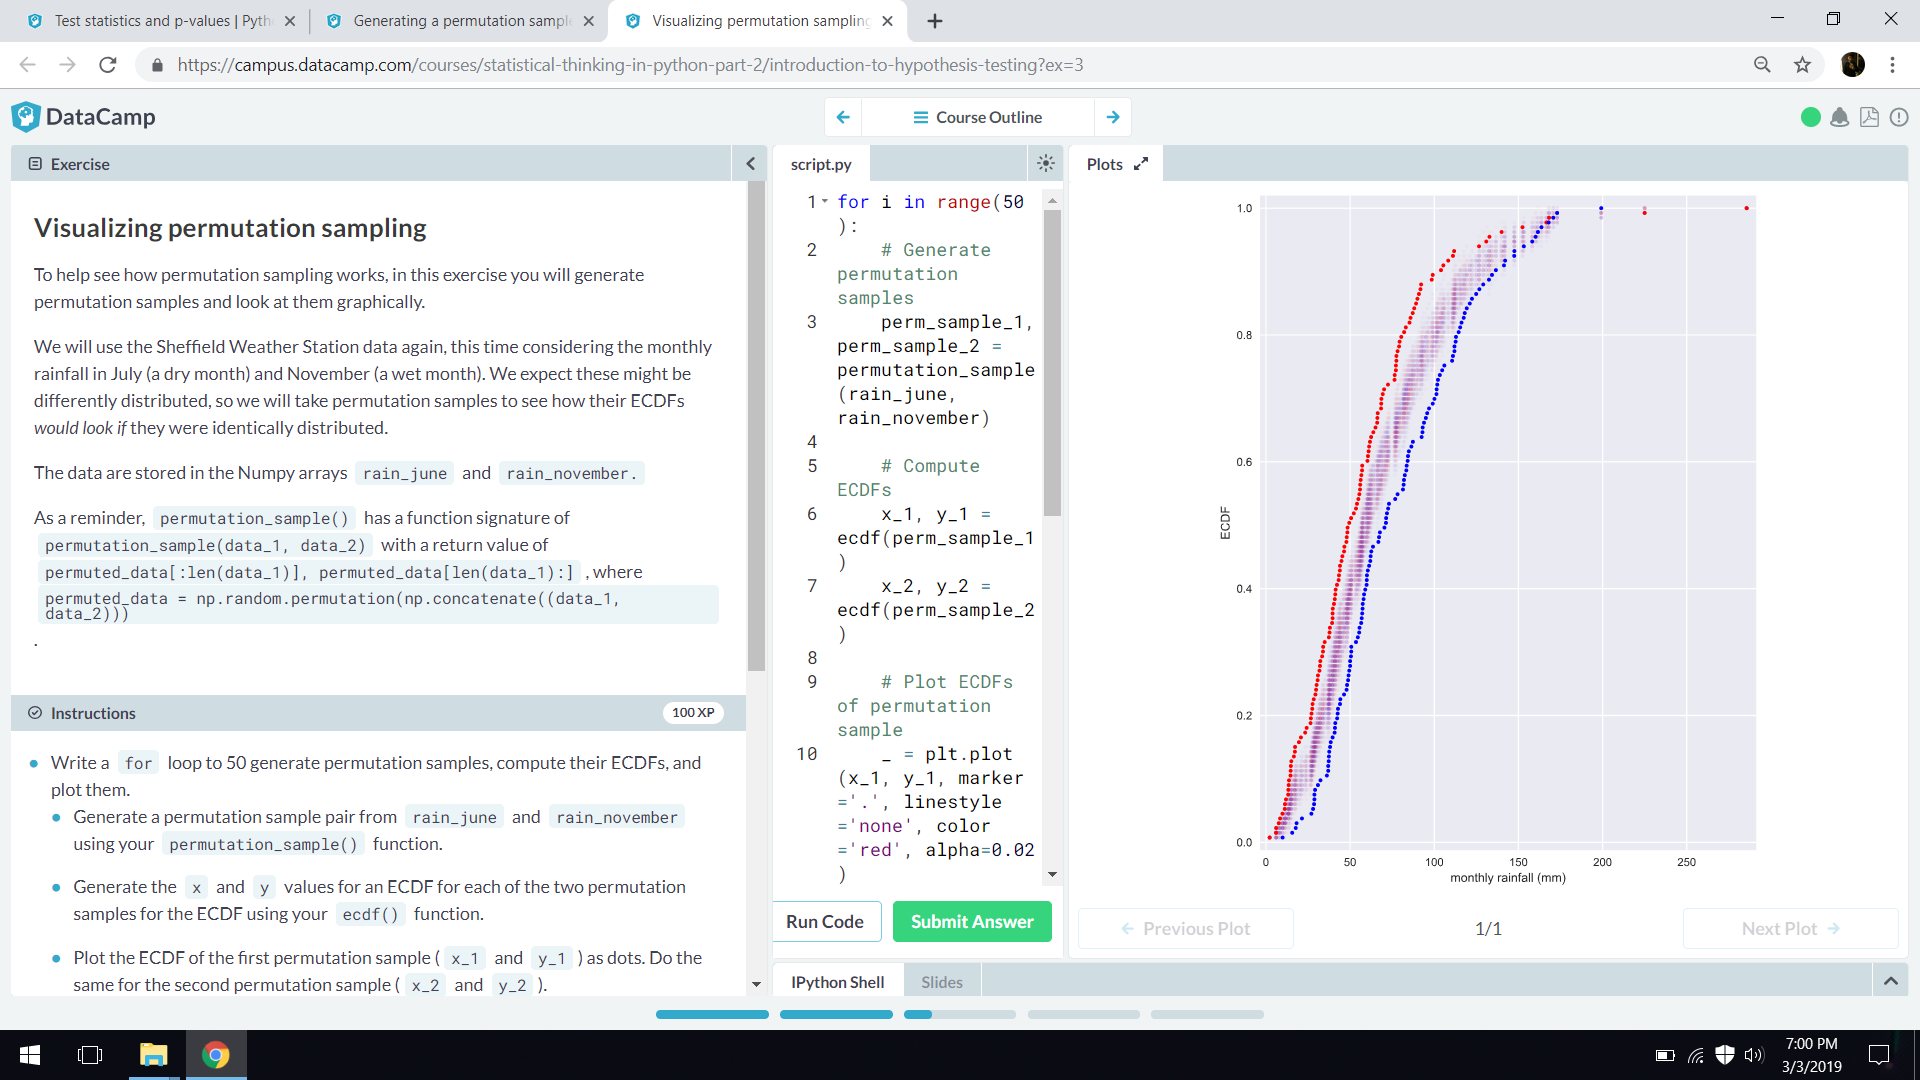 Test statistics and p-values | Pyth
Generating a permutation sampl
Visualizing permutation sampling
https://campus.datacamp.com/courses/statistical-thinking-in-python-part-2/introduction-to-hypothesis-testing?ex=3
DataCamp
Course Outline
Exercise
Visualizing permutation sampling
To help see how permutation sampling works, in this exercise you will generate
permutation samples and look at them graphically.
We will use the Sheffield Weather Station data again, this time considering the monthly
rainfall in July (a dry month) and November (a wet month). We expect these might be
differently distributed, so we will take permutation samples to see how their ECDFs
would look if they were identically distributed.
The data are stored in the Numpy arrays rain_june and rain_november.
As a reminder, permutation_sample() has a function signature of
permutation_sample(data_1, data_2) with a return value of
permuted_data[:len(data_1)], permuted_data[len(data_1):] , where
permuted_data = np.random.permutation(np.concatenate((data_1,
data_2)))
.
Instructions
100 XP
Write a for loop to 50 generate permutation samples, compute their ECDFs, and
plot them.
Generate a permutation sample pair from rain_june and rain_november
using your permutation_sample() function.
Generate the x and y values for an ECDF for each of the two permutation
samples for the ECDF using your ecdf() function.
Plot the ECDF of the first permutation sample ( x_1 and y_1 ) as dots. Do the
same for the second permutation sample ( x_2 and y_2 ).
script.py
1 for i in range(50
):
2 # Generate
permutation
samples
3 perm_sample_1,
perm_sample_2 =
permutation_sample
(rain_june,
rain_november)
4
5 # Compute
ECDFs
6 x_1, y_1 =
ecdf(perm_sample_1
)
7 x_2, y_2 =
ecdf(perm_sample_2
)
8
9 # Plot ECDFs
of permutation
sample
10 _ = plt.plot
(x_1, y_1, marker
='.', linestyle
='none', color
='red', alpha=0.02
)
Run Code
Submit Answer
Plots
1.0
0.8
0.6
0.4
0.2
0.0
ECDF
0 50 100 150 200 250
monthly rainfall (mm)
Previous Plot
1/1
Next Plot
IPython Shell
Slides
7:00 PM
3/3/2019